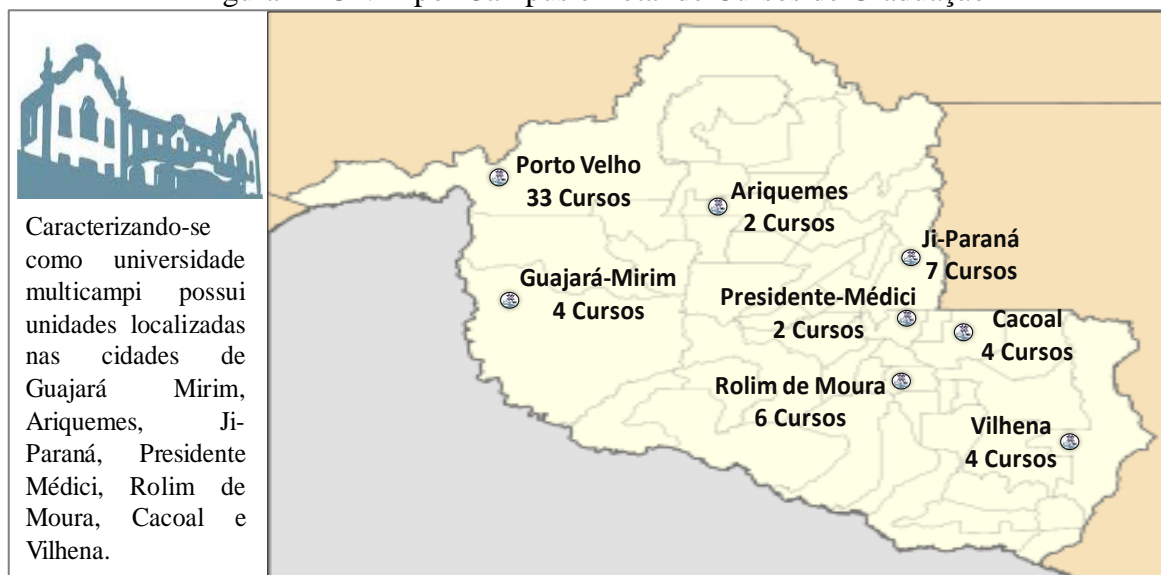 Caracterizando-se
como universidade
multicampi possui
unidades localizadas
nas cidades de
Guajará Mirim,
Ariquemes, Ji-
Paraná, Presidente
Médici, Rolim de
Moura, Cacoal e
Vilhena.
Porto Velho
33 Cursos
Ariquemes
2 Cursos
Ji-Paraná
7 Cursos
Guajará-Mirim
4 Cursos
Presidente-Médici
2 Cursos
Cacoal
4 Cursos
Rolim de Moura
6 Cursos
Vilhena
4 Cursos